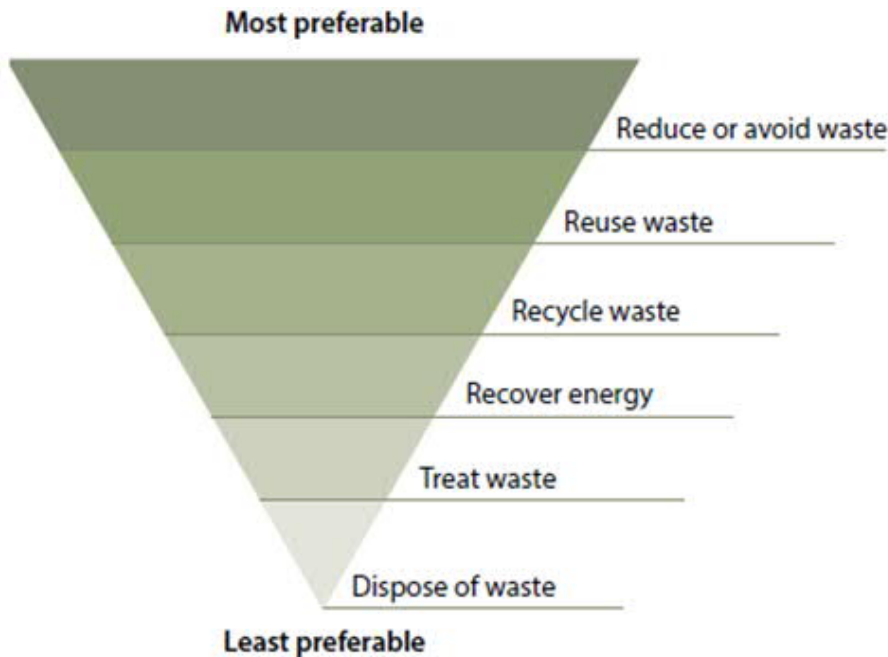 Most preferable
Reduce or avoid waste
Reuse waste
Recycle waste
Recover energy
Treat waste
Dispose of waste
Least preferable